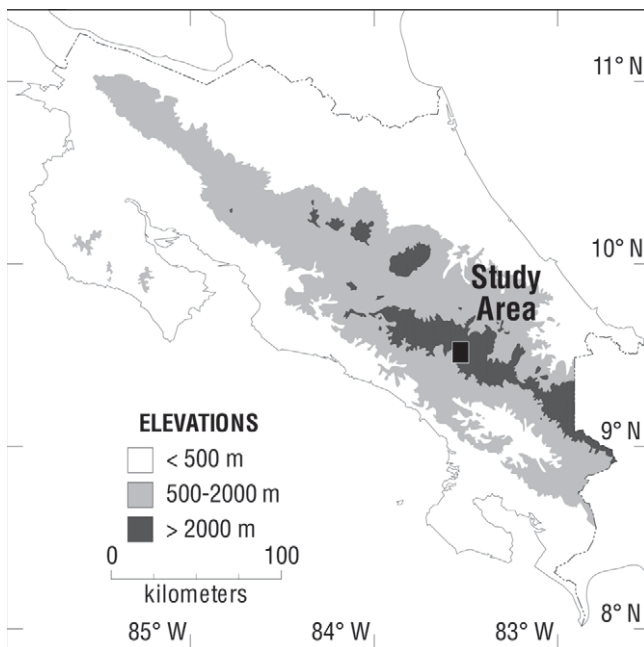 11° N
10° N
Study
Area
9° N
ELEVATIONS
< 500 m
500-2000 m
> 2000 m
0 100
kilometers
8° N
85° W 84° W 83° W